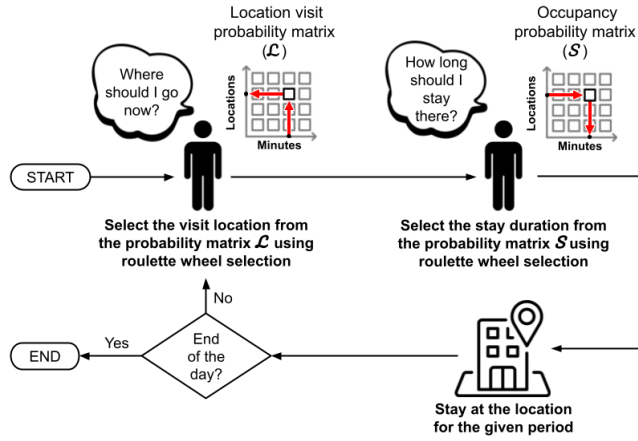 Location visit
probability matrix
(ℒ)
Where
should I go
now?
Locations
Minutes
Occupancy
probability matrix
(𝓢)
How long
should I
stay
there?
Locations
Minutes
START
Select the visit location from
the probability matrix ℒ using
roulette wheel selection
Select the stay duration from
the probability matrix 𝓢 using
roulette wheel selection
No
END
Yes
End
of the
day?
Stay at the location
for the given period